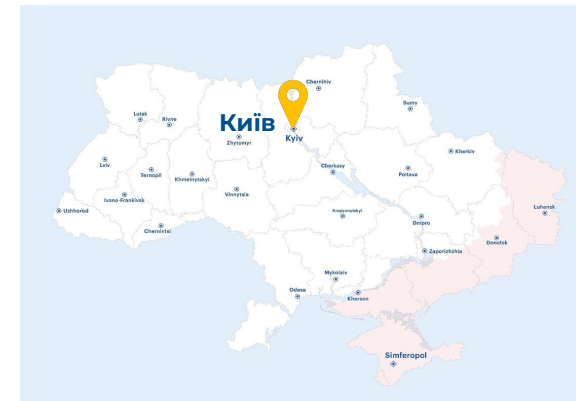 Chernihiv
Sumy
Lutsk
Rivne
Київ
Kyiv
Zhytomyr
Kharkiv
Lviv
Ternopil
Khmelnytskyi
Cherkasy
Poltava
Vinnytsia
Ivano-Frankivsk
Uzhhorod
Luhansk
Kropyvnytskyi
Dnipro
Chernivtsi
Donetsk
Zaporizhzhia
Mykolaiv
Odesa
Kherson
Simferopol